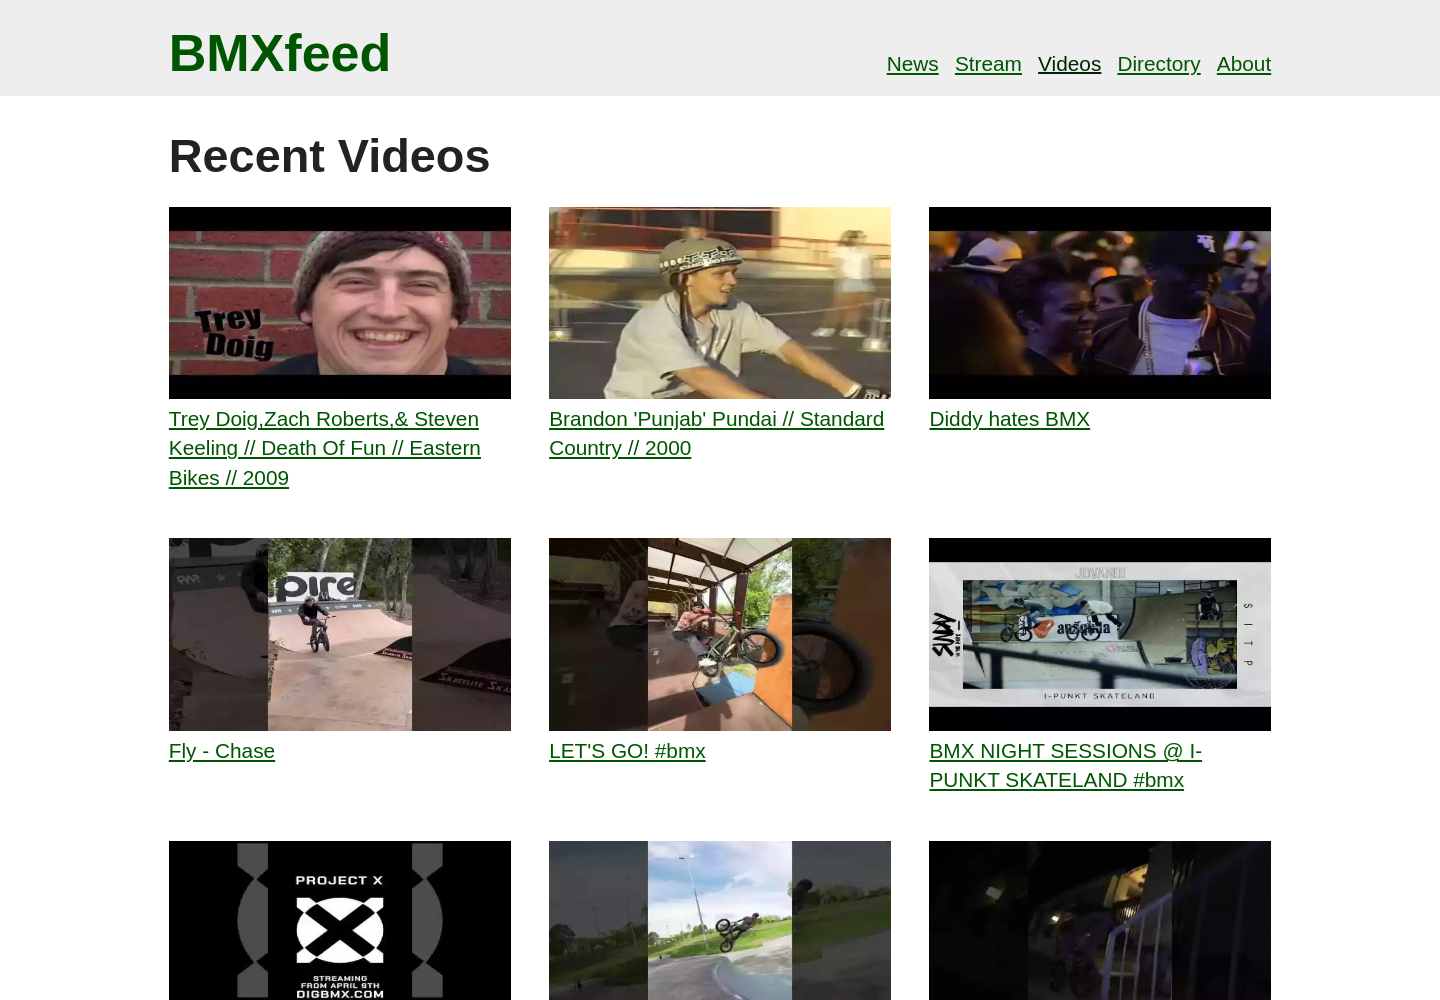 BMXfeed
News Stream Videos Directory About
Recent Videos
Trey
Doig
Trey Doig,Zach Roberts,& Steven
Keeling // Death Of Fun // Eastern
Bikes // 2009
Brandon 'Punjab' Pundai // Standard
Country // 2000
Diddy hates BMX
pire
SKATELITE
Fly - Chase
LET'S GO! #bmx
JOVANDI
S I T P
I-PUNKT SKATELAND
BMX NIGHT SESSIONS @ I-
PUNKT SKATELAND #bmx
PROJECT X
STREAMING
FROM APRIL 9TH
DIGBMX.COM